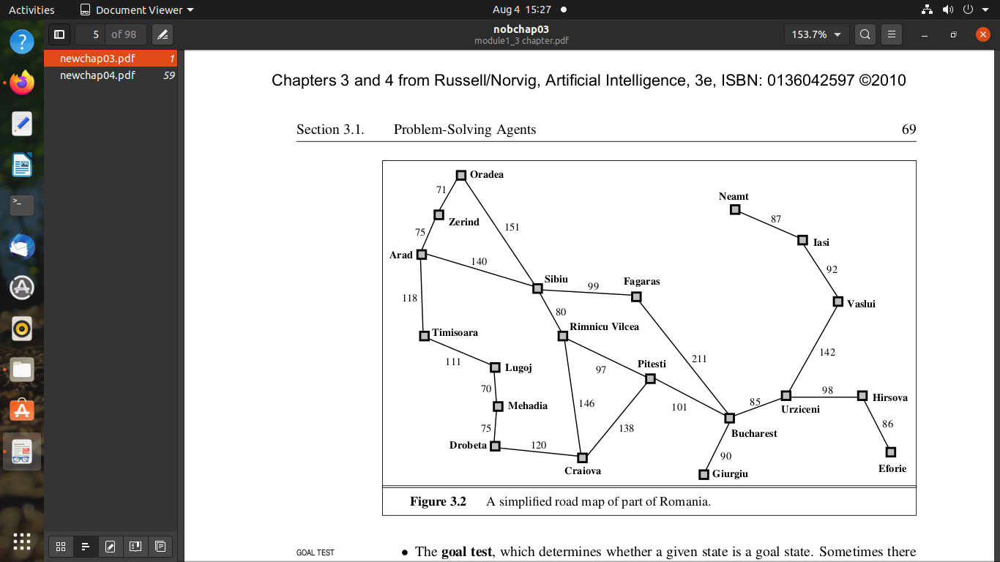 Activities Document Viewer Aug 4 15:27
5 of 98 nobchap03 153.7%
module1_3 chapter.pdf
newchap03.pdf 1
newchap04.pdf 59
Chapters 3 and 4 from Russell/Norvig, Artificial Intelligence, 3e, ISBN: 0136042597 ©2010
Section 3.1. Problem-Solving Agents 69
Oradea
71
Neamt
Zerind
87
151
75
Iasi
Arad
140
92
Sibiu
Fagaras
99
118
Vaslui
80
Timisoara
Rimnicu Vilcea
142
111
Lugoj
97
Pitesti
211
70
98
Hirsova
Mehadia
146
101
85
Urziceni
75
138
86
Bucharest
Drobeta
120
90
Craiova
Giurgiu
Eforie
Figure 3.2 A simplified road map of part of Romania.
GOAL TEST • The goal test, which determines whether a given state is a goal state. Sometimes there